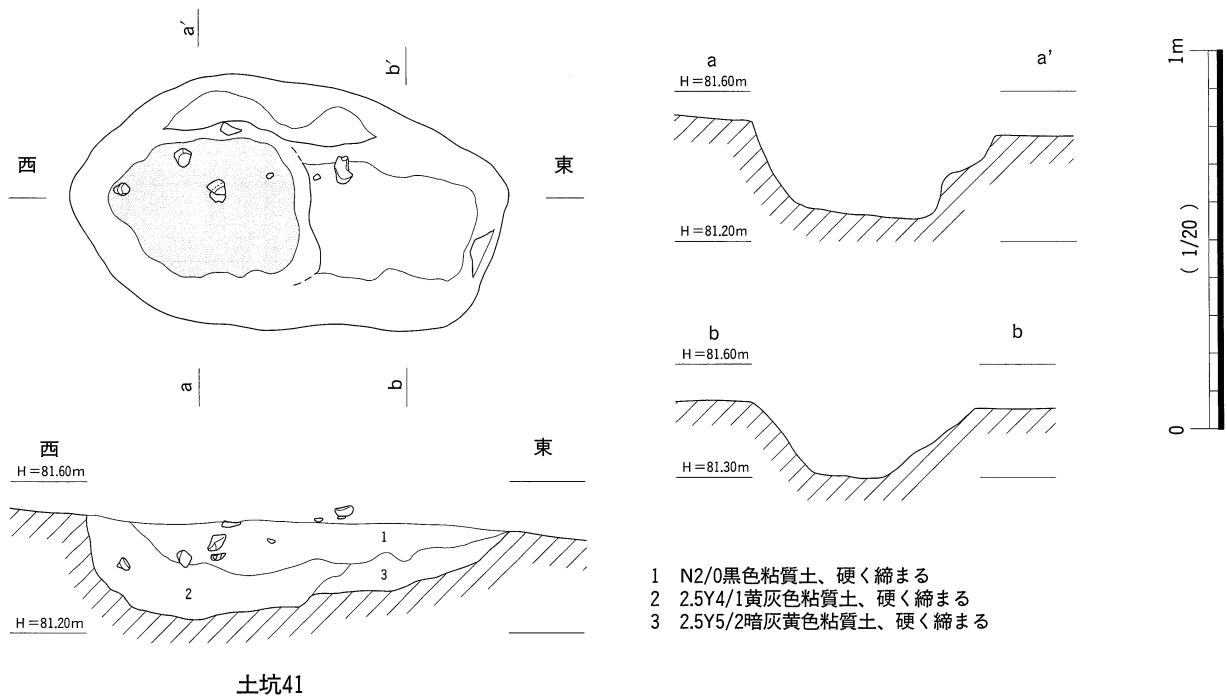 a′
b′
西
東
a
b
西
東
H＝81.60m
1
2
3
H＝81.20m
土坑41
a
a’
H＝81.60m
H＝81.20m
b
b
H＝81.60m
H＝81.30m
1m
（1/20）
0
1 N2/0黒色粘質土、硬く締まる
2 2.5Y4/1黄灰色粘質土、硬く締まる
3 2.5Y5/2暗灰黄色粘質土、硬く締まる